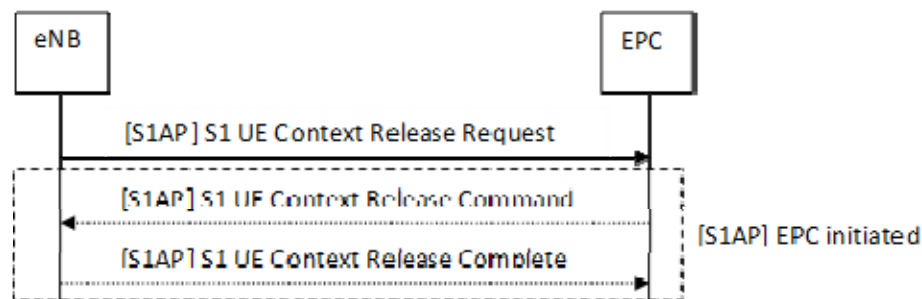 eNB
EPC
[S1AP] S1 UE Context Release Request
[S1AP] S1 UE Context Release Command
[S1AP] EPC initiated
[S1AP] S1 UE Context Release Complete